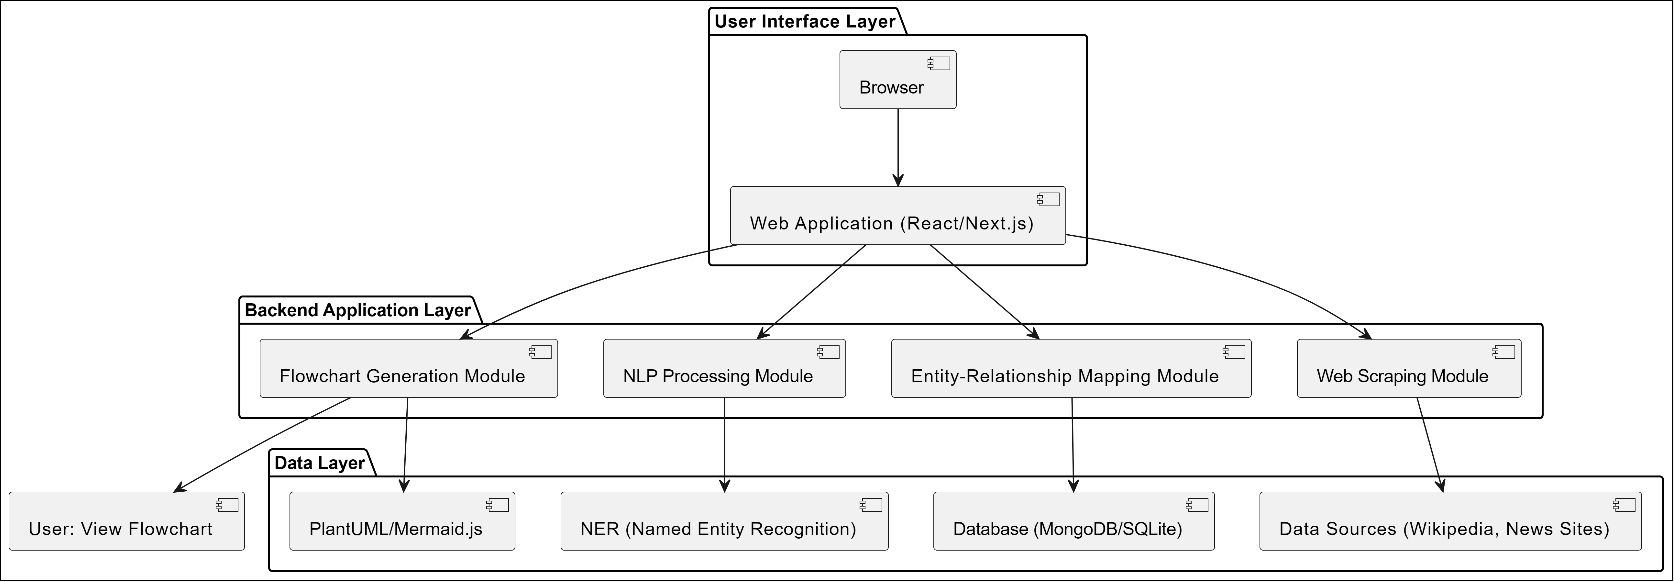 User Interface Layer
Browser
Web Application (React/Next.js)
Backend Application Layer
Flowchart Generation Module
NLP Processing Module
Entity-Relationship Mapping Module
Web Scraping Module
Data Layer
User: View Flowchart
PlantUML/Mermaid.js
NER (Named Entity Recognition)
Database (MongoDB/SQLite)
Data Sources (Wikipedia, News Sites)